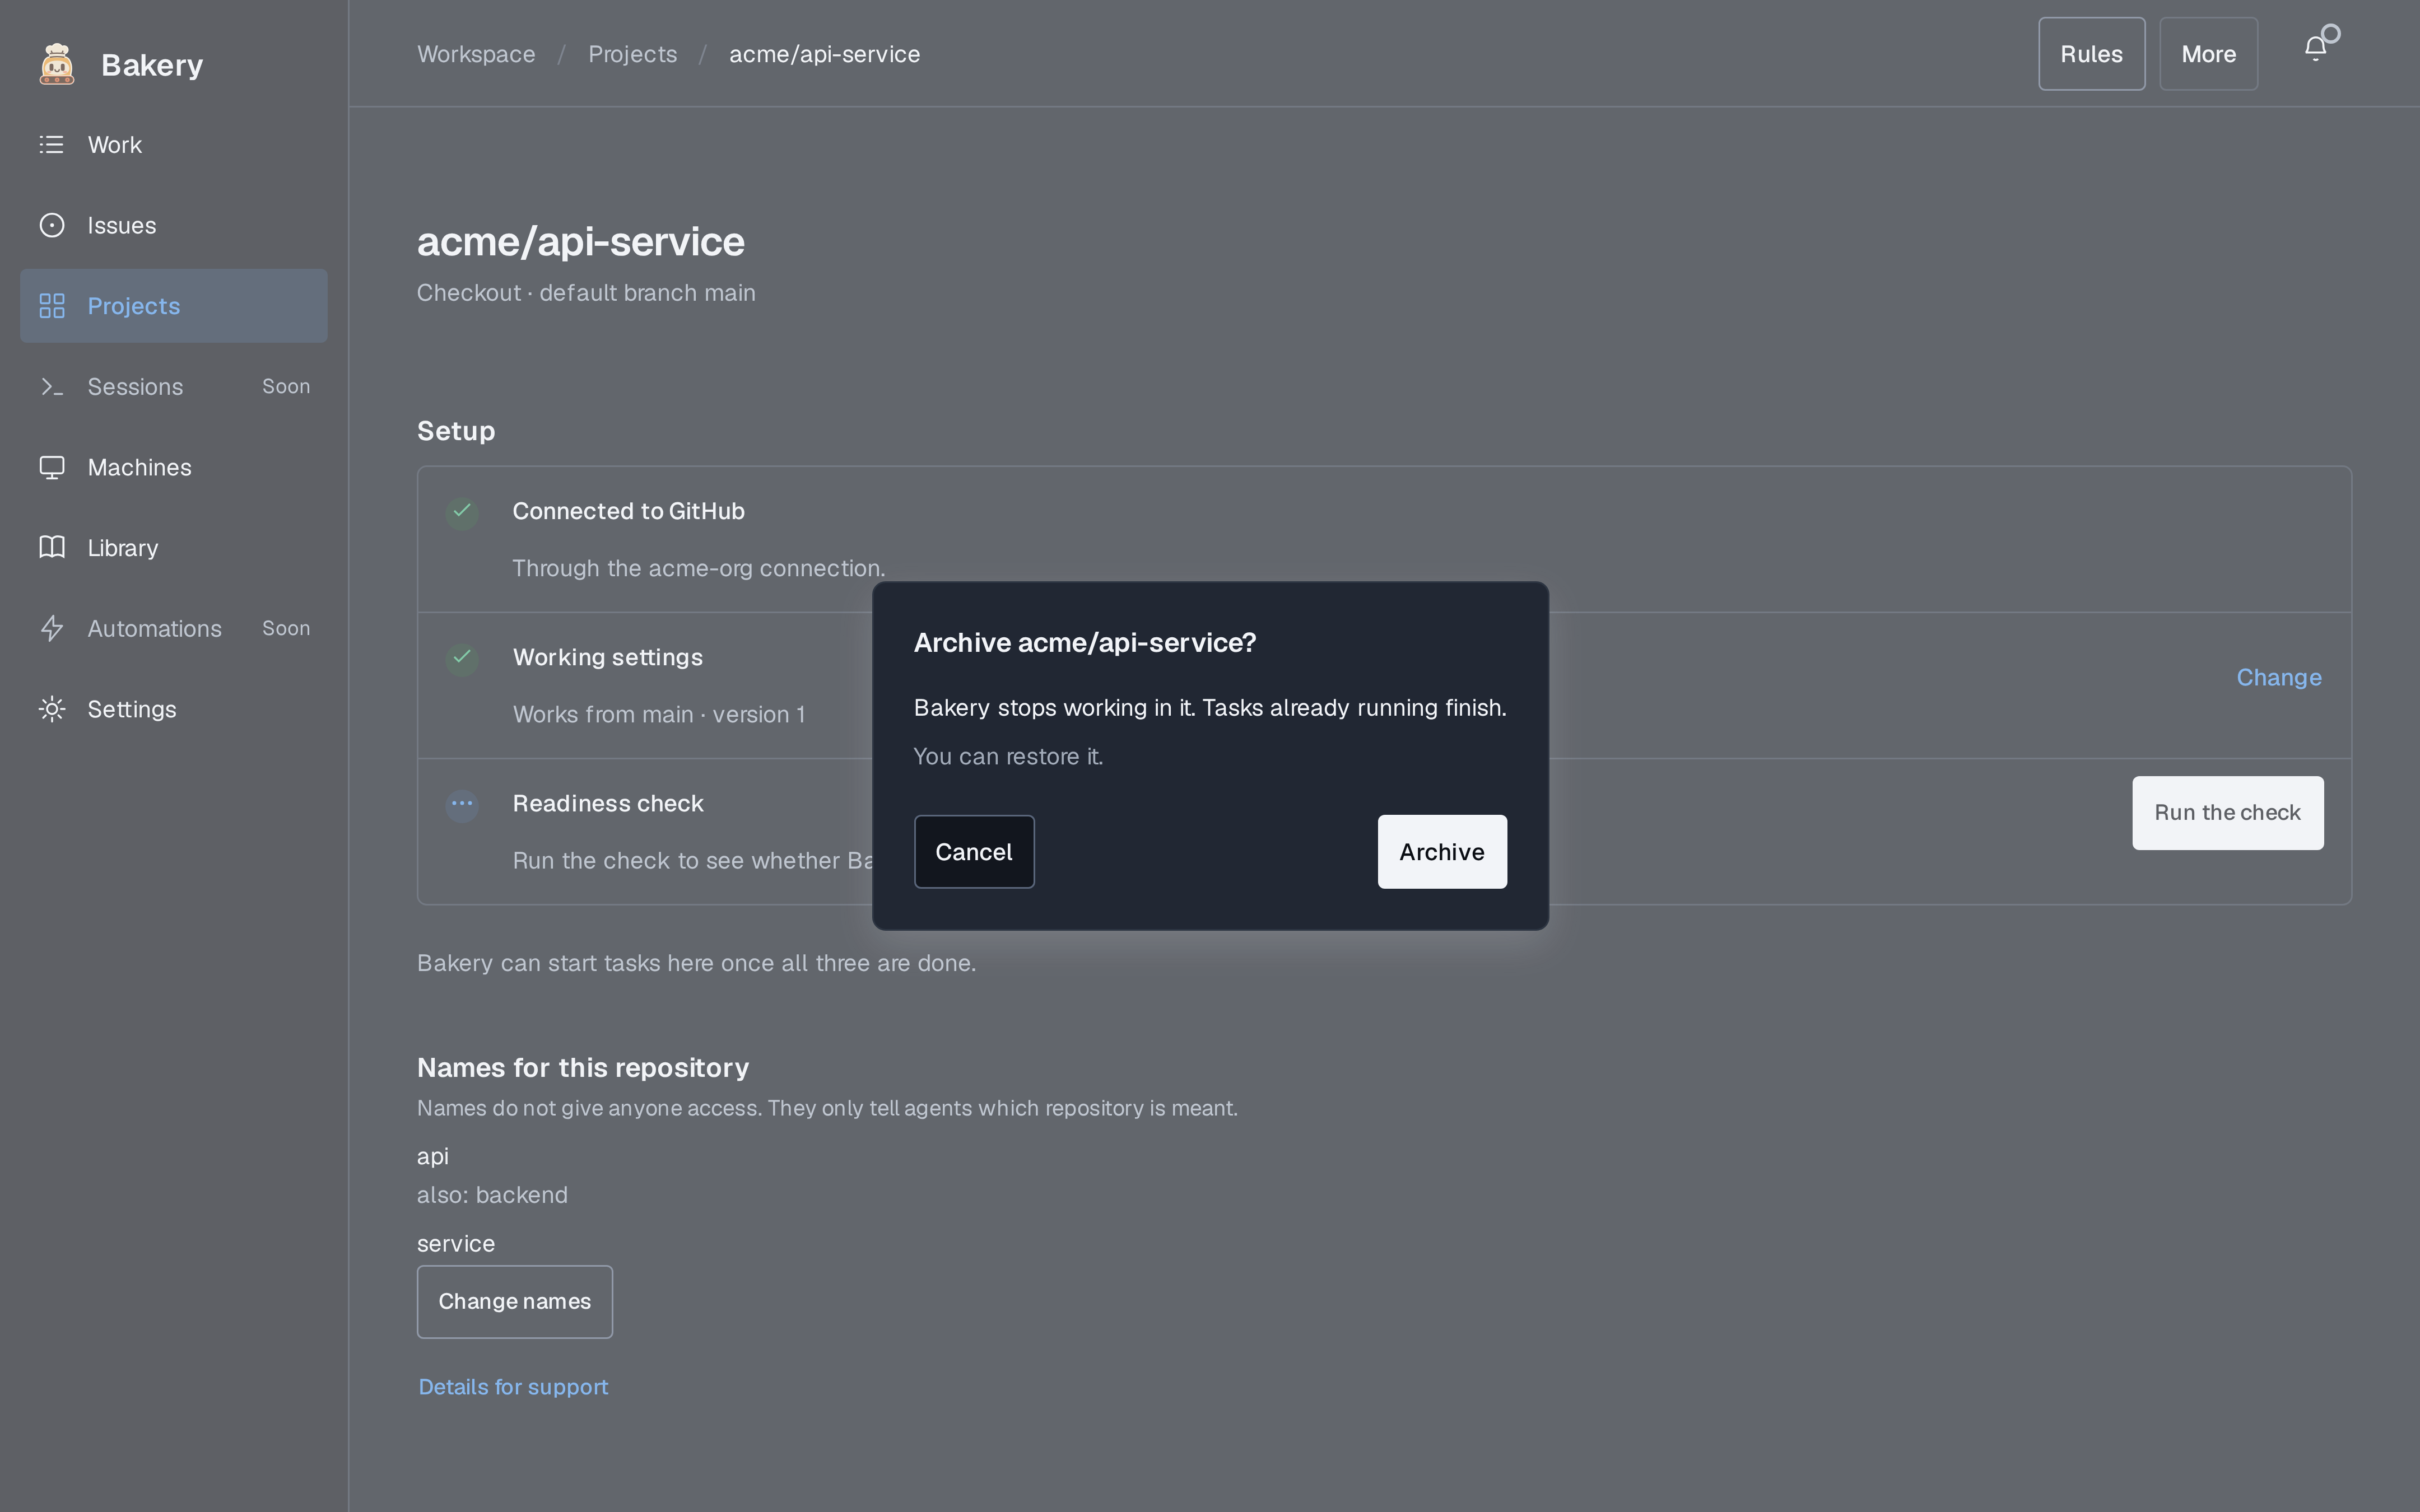 Bakery
Work
Issues
Projects
Sessions Soon
Machines
Library
Automations Soon
Settings
Workspace / Projects / acme/api-service
Rules
More
acme/api-service
Checkout · default branch main
Setup
Connected to GitHub
Through the acme-org connection.
Working settings
Works from main · version 1
Change
Readiness check
Run the check to see whether
Run the check
Archive acme/api-service?
Bakery stops working in it. Tasks already running finish.
You can restore it.
Cancel
Archive
Bakery can start tasks here once all three are done.
Names for this repository
Names do not give anyone access. They only tell agents which repository is meant.
api
also: backend
service
Change names
Details for support